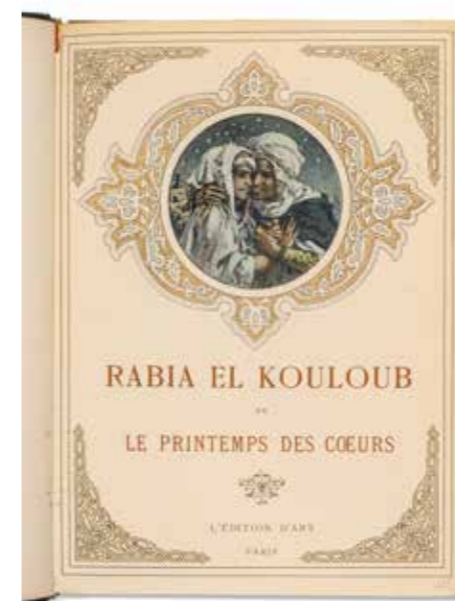 RABIA EL KOULOUB
ou
LE PRINTEMPS DES CŒURS
L'ÉDITION D'ART
PARIS